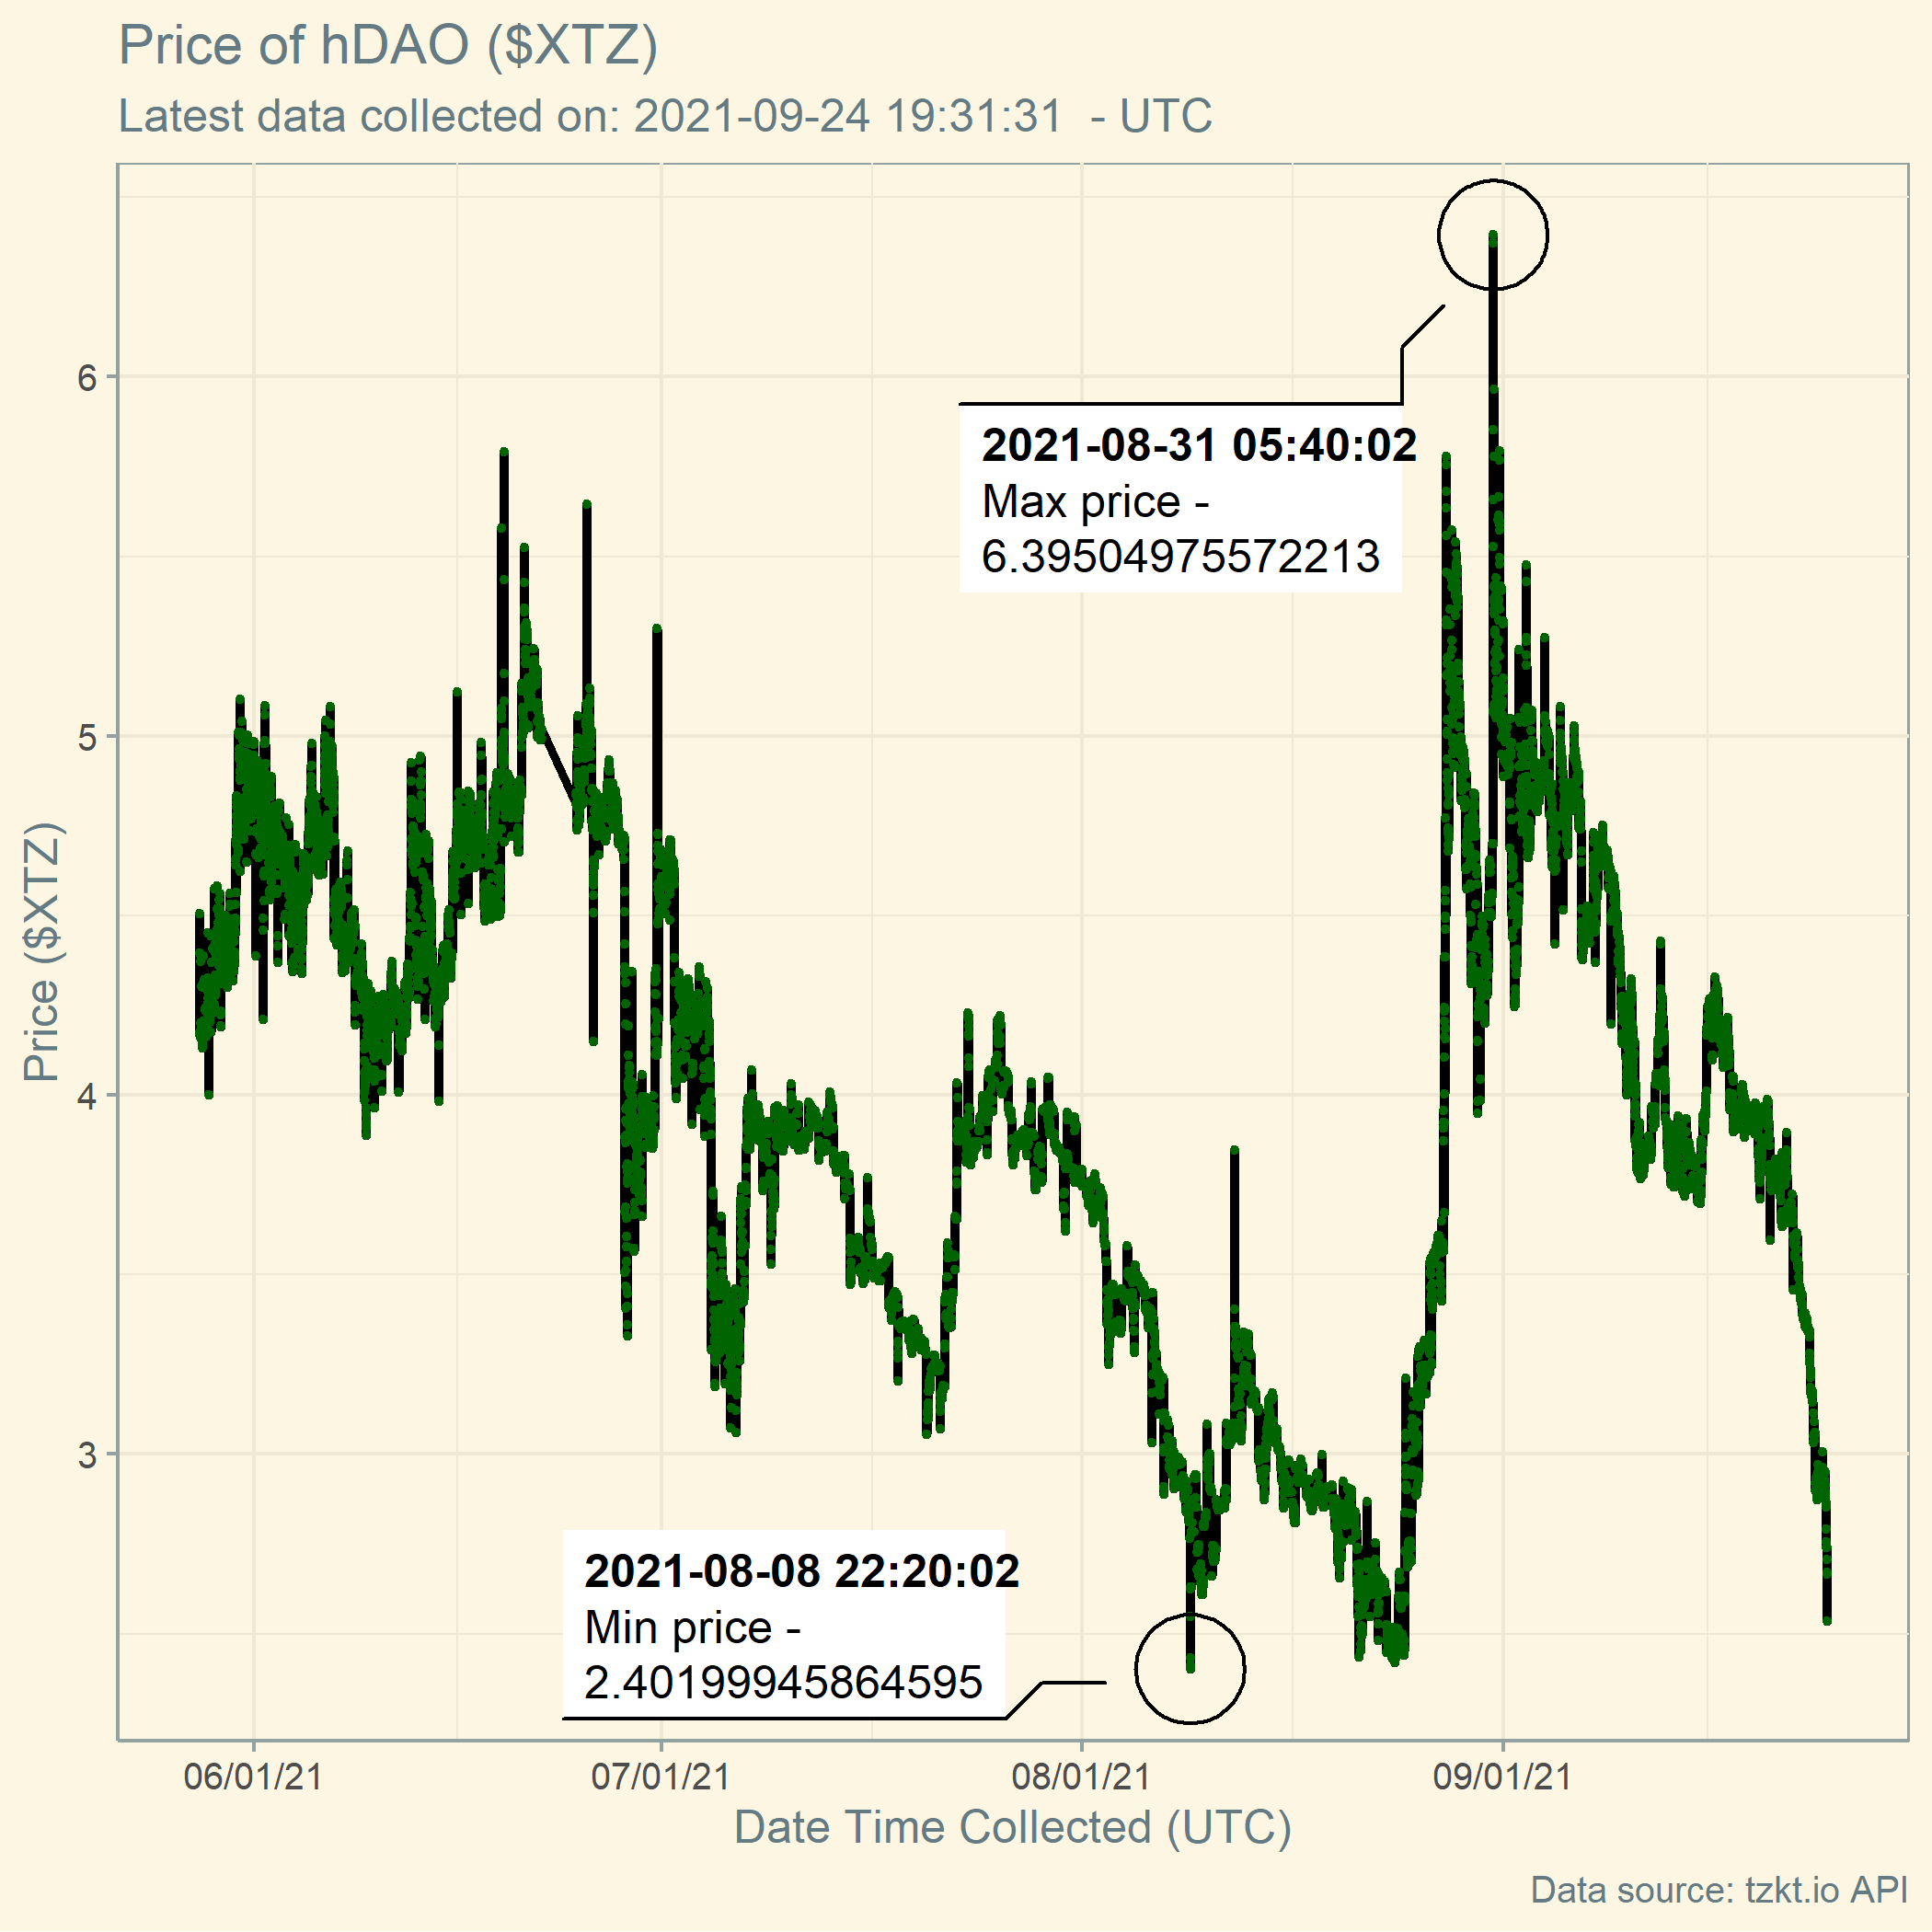 Price of hDAO ($XTZ)
Latest data collected on: 2021-09-24 19:31:31  - UTC
Price ($XTZ)
6
5
4
3
2021-08-31 05:40:02
Max price -
6.39504975572213
2021-08-08 22:20:02
Min price -
2.40199945864595
06/01/21
07/01/21
08/01/21
09/01/21
Date Time Collected (UTC)
Data source: tzkt.io API